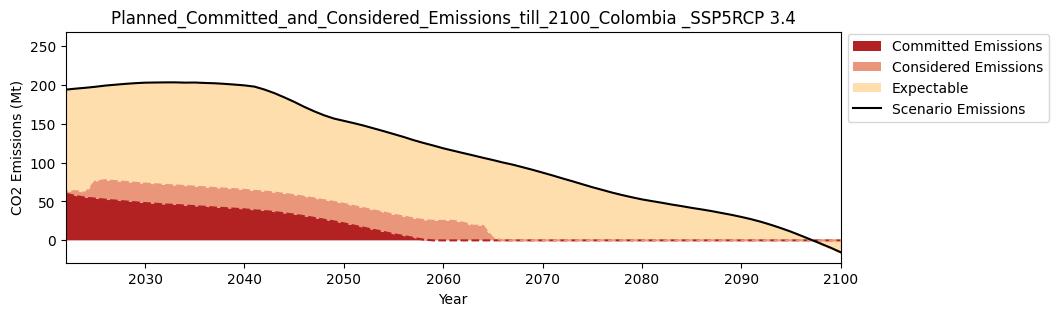 Planned_Committed_and_Considered_Emissions_till_2100_Colombia _SSP5RCP 3.4
CO2 Emissions (Mt)
250
200
150
100
50
0
2030 2040 2050 2060 2070 2080 2090 2100
Year
Committed Emissions
Considered Emissions
Expectable
Scenario Emissions